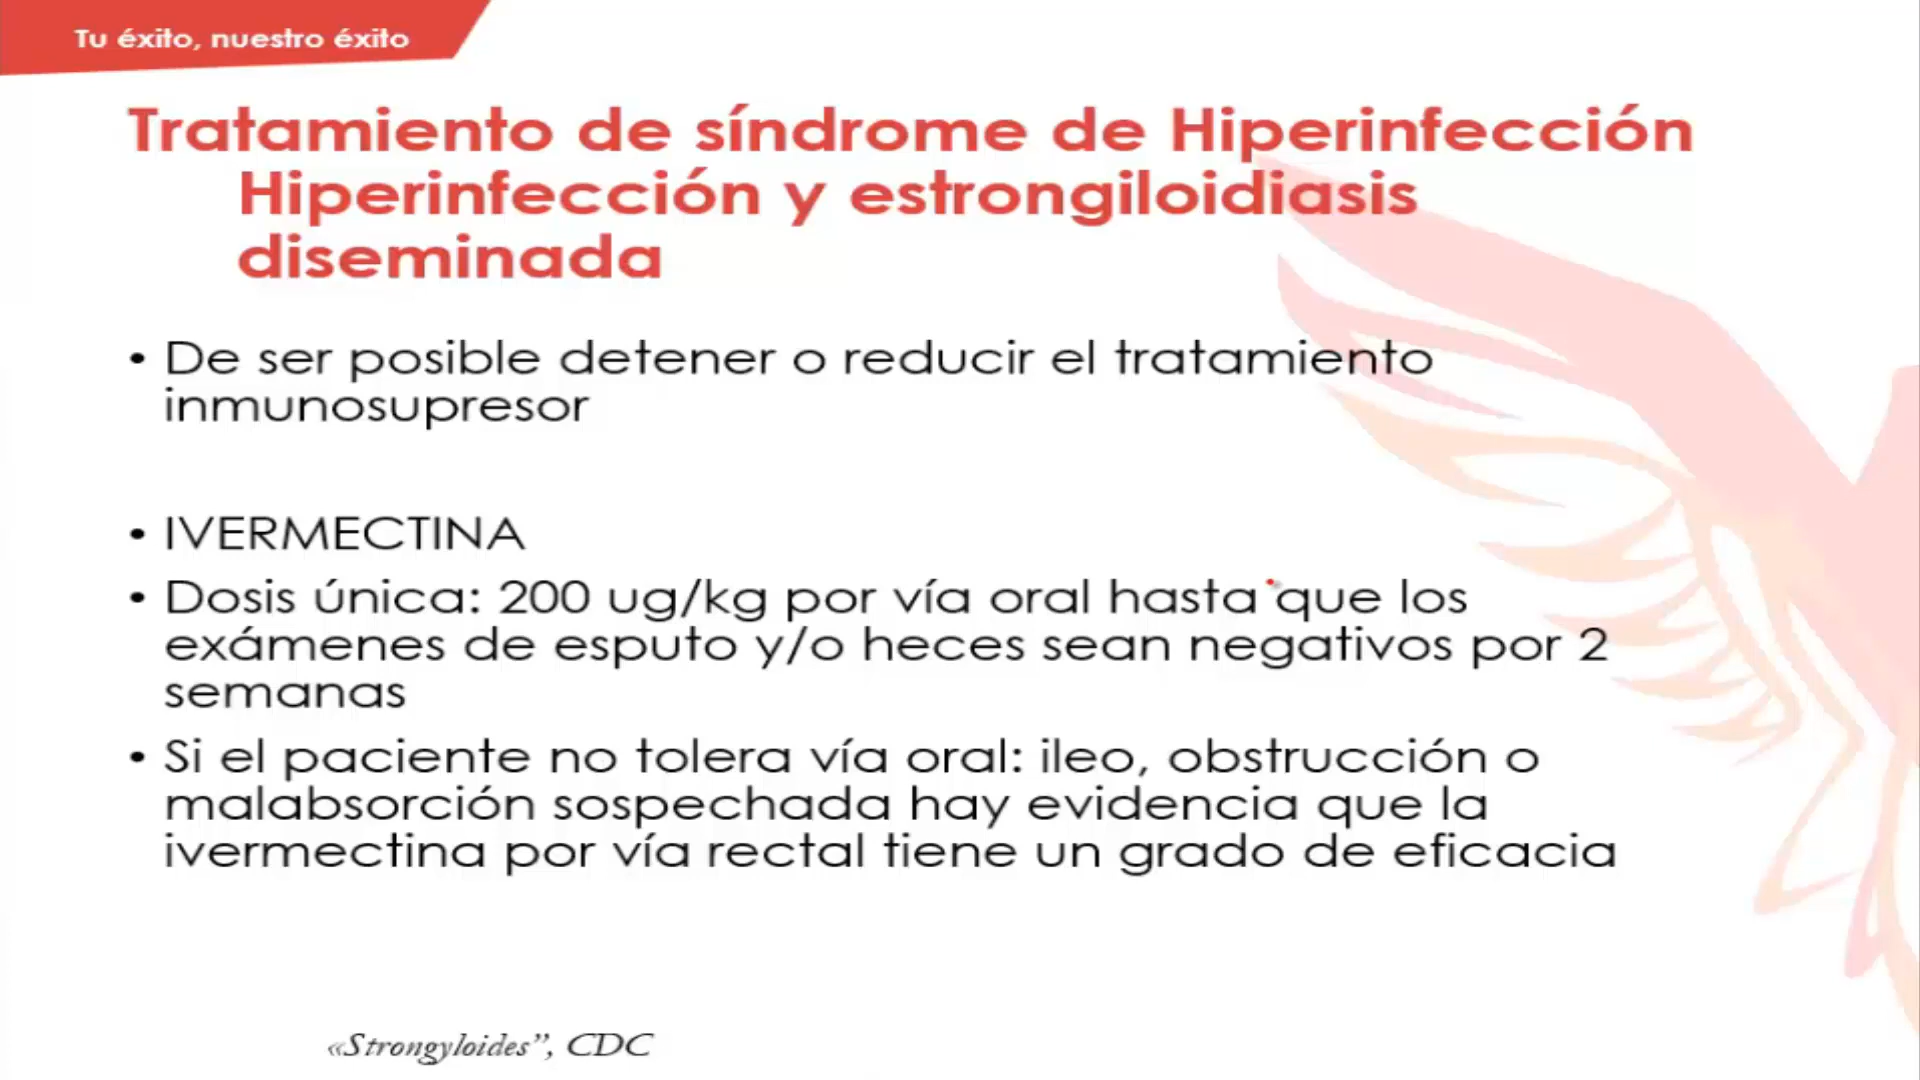 Tu éxito, nuestro éxito
Tratamiento de síndrome de Hiperinfección
Hiperinfección y estrongiloidiasis
diseminada
• De ser posible detener o reducir el tratamiento
inmunosupresor
• IVERMECTINA
• Dosis única: 200 ug/kg por vía oral hasta que los
exámenes de esputo y/o heces sean negativos por 2
semanas
• Si el paciente no tolera vía oral: ileo, obstrucción o
malabsorción sospechada hay evidencia que la
ivermectina por vía rectal tiene un grado de eficacia
«Strongyloides”, CDC